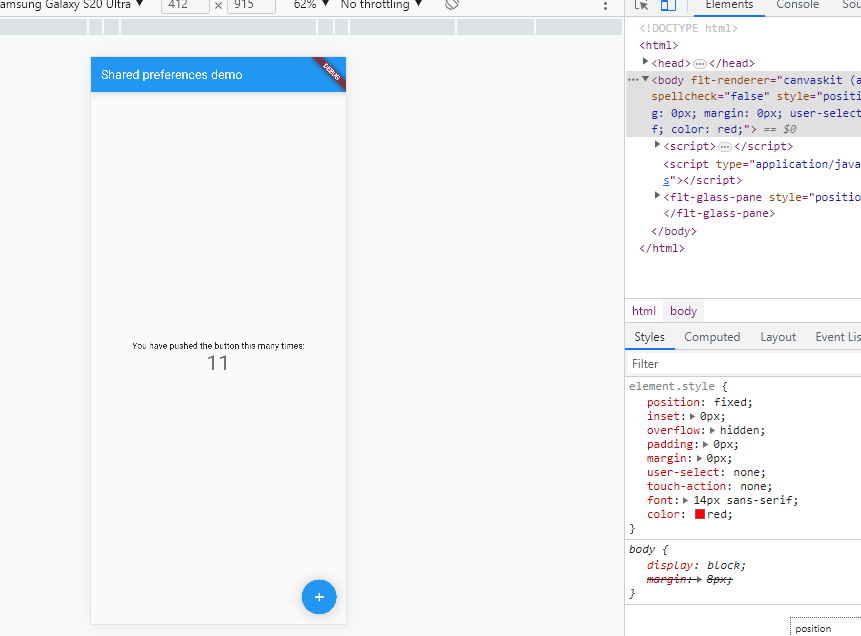 amsung Galaxy S20 Ultra ▼ 412 × 915 62% ▼ No throttling ▼
Elements Console Sou
Shared preferences demo
DEBUG
You have pushed the button this many times:
11
+
<!DOCTYPE html>
<html>
▶<head>…</head>
…▼<body flt-renderer="canvaskit (a
spellcheck="false" style="positi
g: 0px; margin: 0px; user-select
f; color: red;"> == $0
▶<script>…</script>
<script type="application/java
s"></script>
▶<flt-glass-pane style="positio
</flt-glass-pane>
</body>
</html>
html body
Styles Computed Layout Event Lis
Filter
element.style {
position: fixed;
inset:▶0px;
overflow:▶hidden;
padding:▶0px;
margin:▶0px;
user-select: none;
touch-action: none;
font:▶14px sans-serif;
color: red;
}
body {
display: block;
margin:▶8px;
}
position